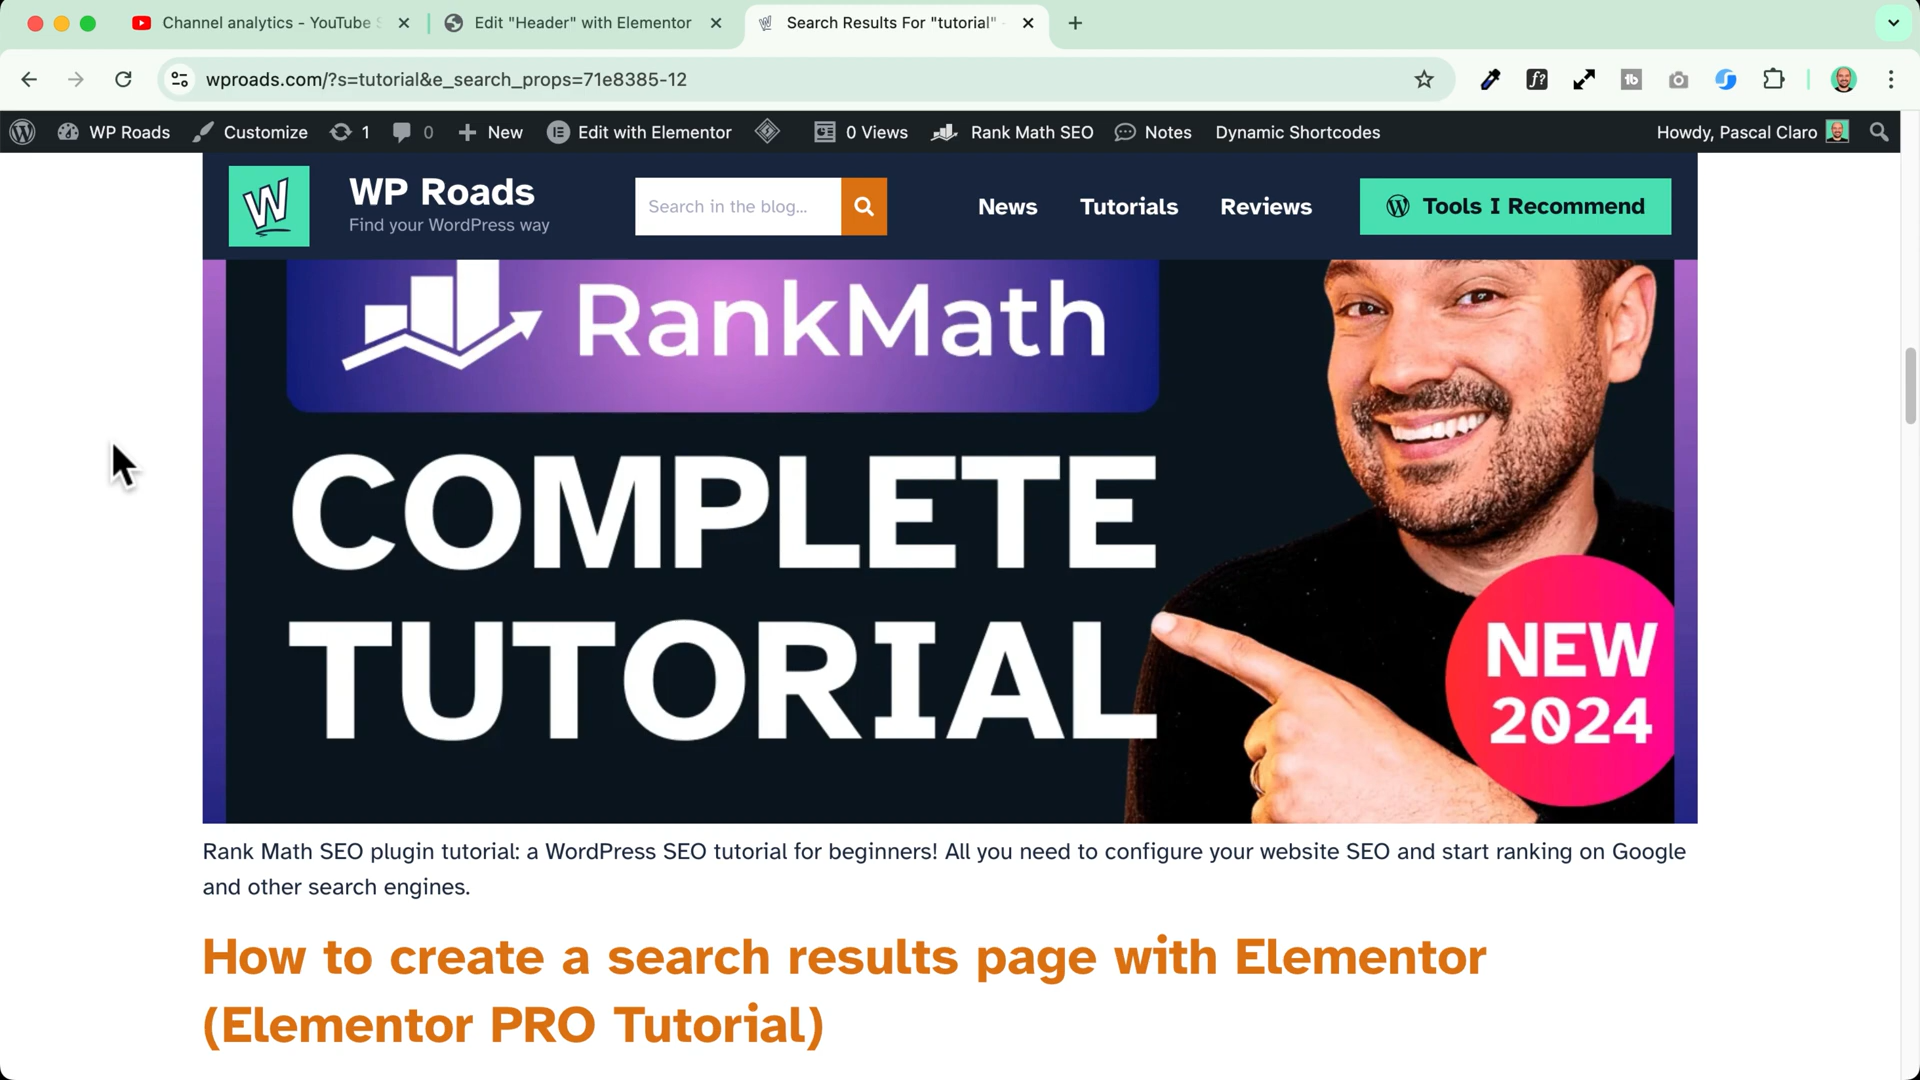 Channel analytics - YouTube S
Edit "Header" with Elementor
Search Results For "tutorial" -
wproads.com/?s=tutorial&e_search_props=71e8385-12
WP Roads
Customize
1
0
New
Edit with Elementor
0 Views
Rank Math SEO
Notes
Dynamic Shortcodes
Howdy, Pascal Claro
W
WP Roads
Find your WordPress way
Search in the blog...
News
Tutorials
Reviews
Tools I Recommend
RankMath
COMPLETE
TUTORIAL
NEW
2024
Rank Math SEO plugin tutorial: a WordPress SEO tutorial for beginners! All you need to configure your website SEO and start ranking on Google
and other search engines.
How to create a search results page with Elementor
(Elementor PRO Tutorial)